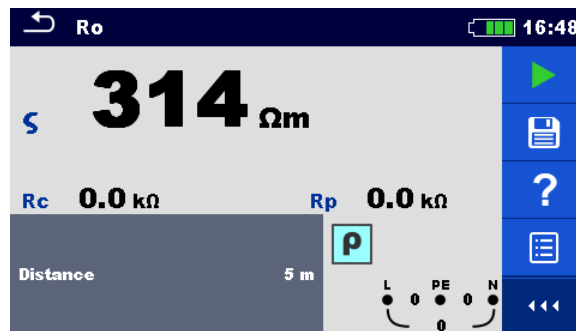 Ro 16:48
ς 314 Ωm
Rc 0.0 kΩ Rp 0.0 kΩ
ρ
Distance 5 m
L PE N
0 0
0
?